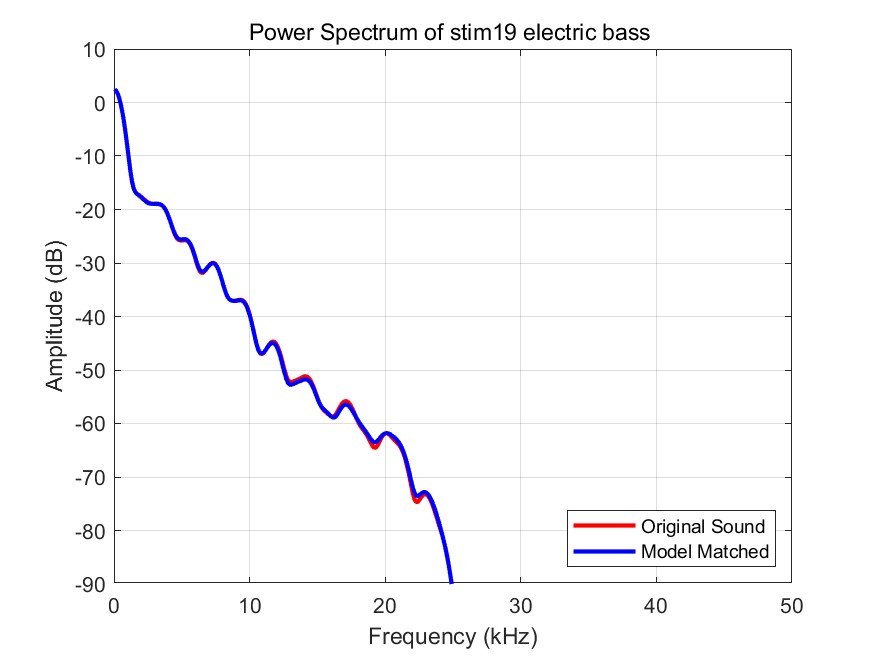 Power Spectrum of stim19 electric bass
10
0
-10
-20
-30
-40
-50
-60
-70
-80
-90
Amplitude (dB)
Original Sound
Model Matched
0 10 20 30 40 50
Frequency (kHz)